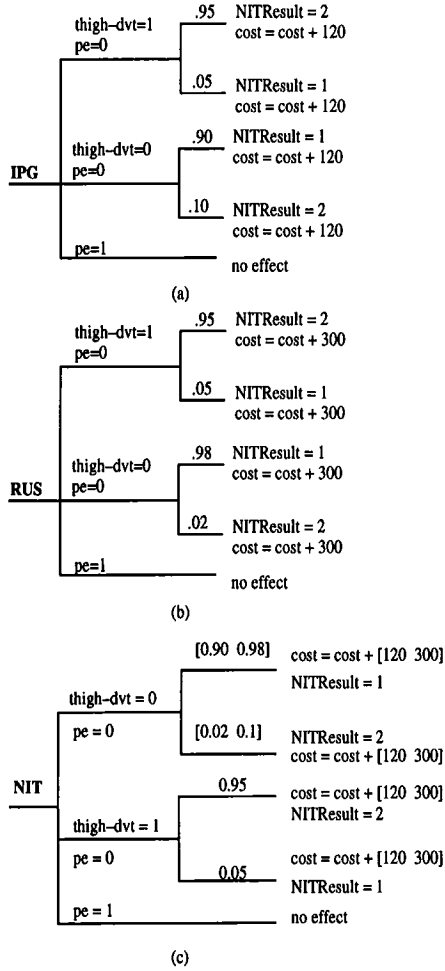 .95
NITResult = 2
thigh-dvt=1
cost = cost + 120
pe=0
.05
NITResult = 1
cost = cost + 120
.90
NITResult = 1
thigh-dvt=0
cost = cost + 120
IPG
pe=0
.10
NITResult = 2
cost = cost + 120
pe=1
no effect
(a)
.95
NITResult = 2
thigh-dvt=1
cost = cost + 300
pe=0
.05
NITResult = 1
cost = cost + 300
.98
NITResult = 1
thigh-dvt=0
cost = cost + 300
RUS
pe=0
.02
NITResult = 2
cost = cost + 300
pe=1
no effect
(b)
[0.90 0.98]
cost = cost + [120 300]
NITResult = 1
thigh-dvt = 0
pe = 0
[0.02 0.1]
NITResult = 2
cost = cost + [120 300]
NIT
0.95
cost = cost + [120 300]
NITResult = 2
thigh-dvt = 1
pe = 0
cost = cost + [120 300]
0.05
NITResult = 1
pe = 1
no effect
(c)